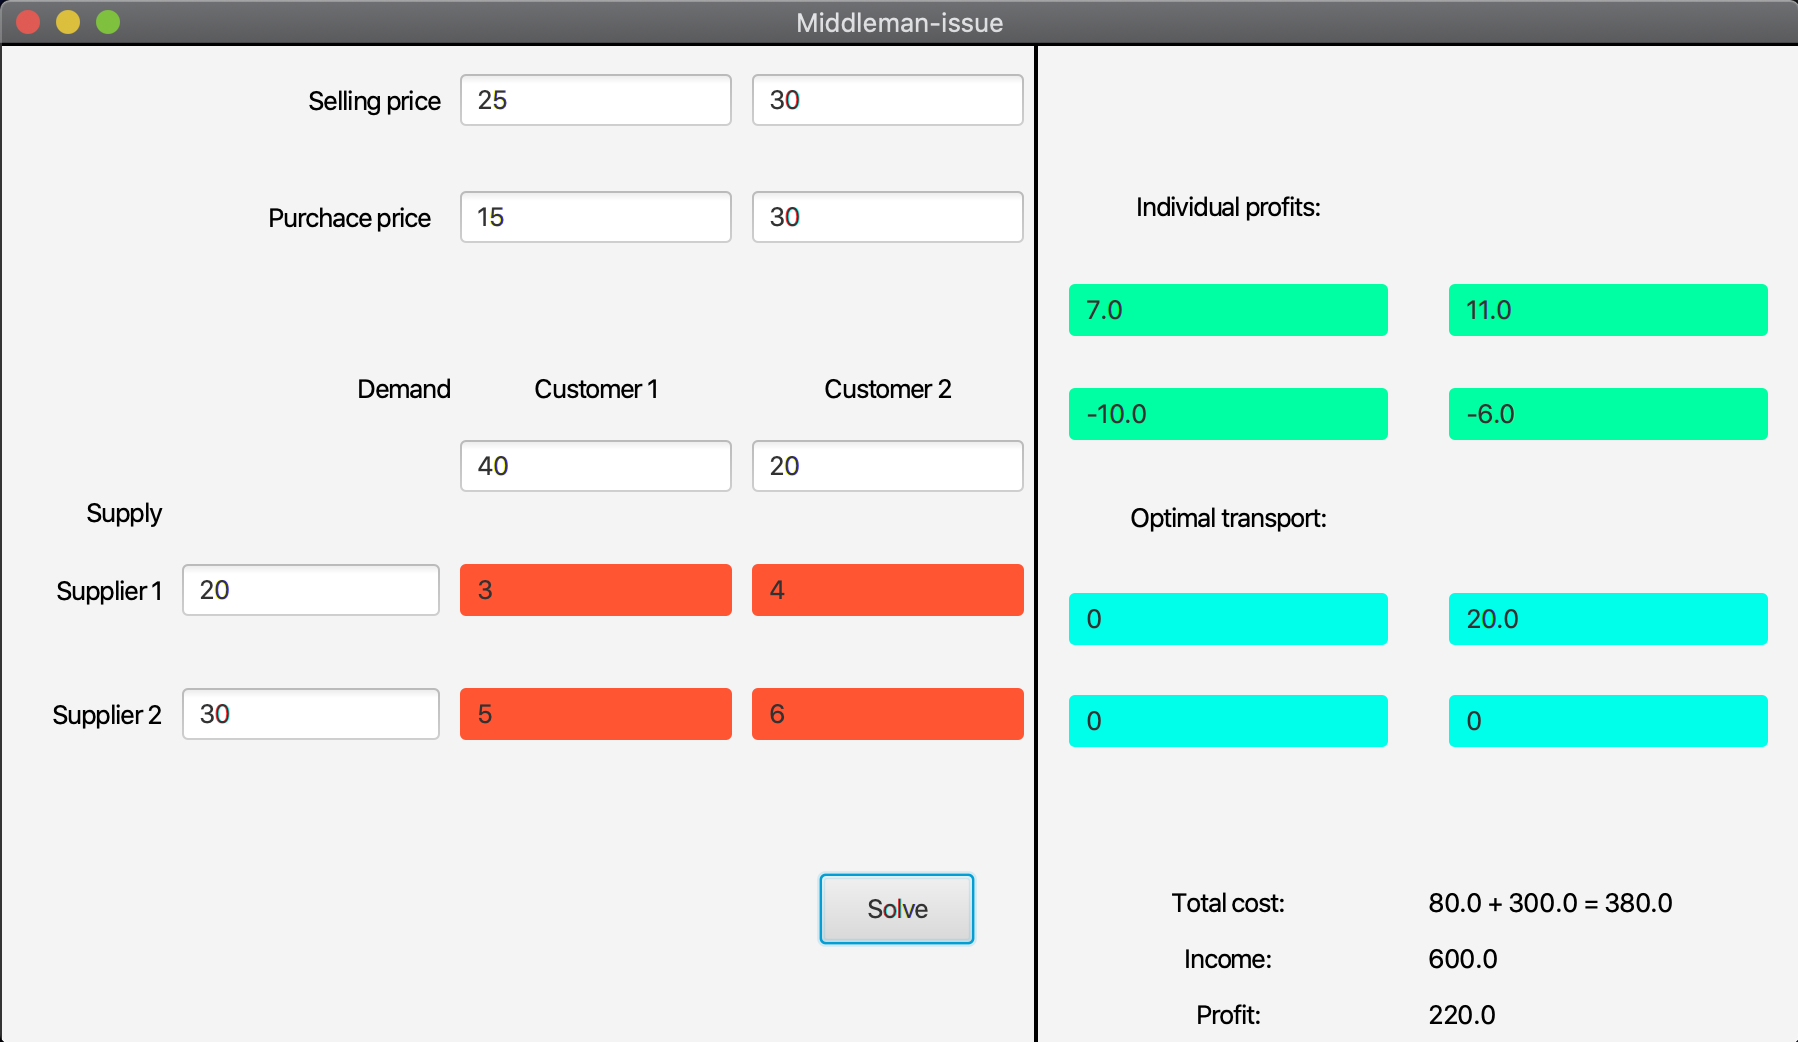 Middleman-issue
Selling price 25 30
Purchace price 15 30
Demand Customer 1 Customer 2
40 20
Supply
Supplier 1 20 3 4
Supplier 2 30 5 6
Solve
Individual profits:
7.0 11.0
-10.0 -6.0
Optimal transport:
0 20.0
0 0
Total cost: 80.0 + 300.0 = 380.0
Income: 600.0
Profit: 220.0